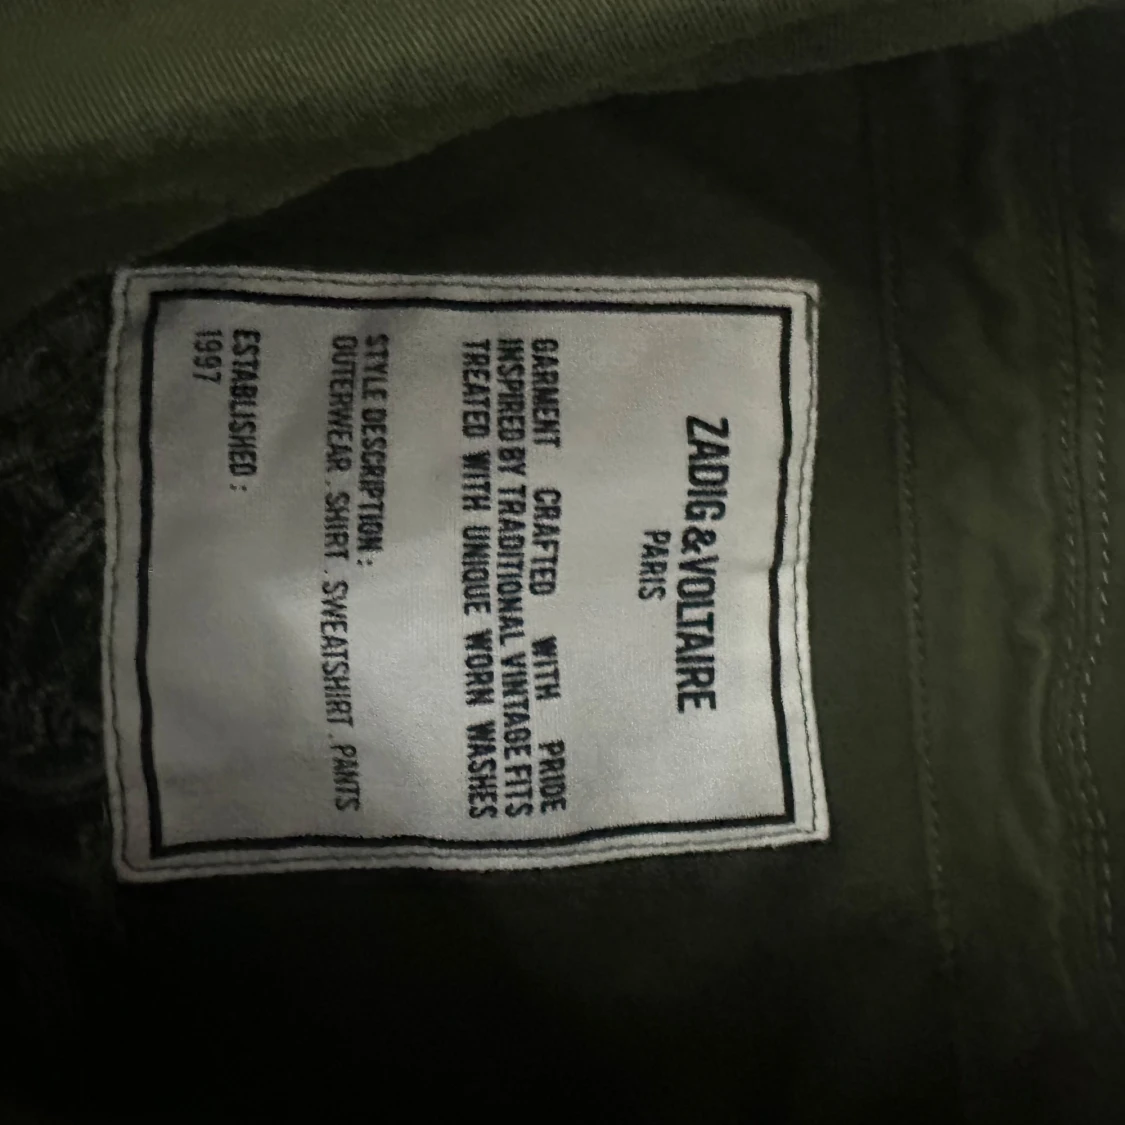 ZADIG&VOLTAIRE
PARIS
GARMENT CRAFTED WITH PRIDE
INSPIRED BY TRADITIONAL VINTAGE FITS
TREATED WITH UNIQUE WORN WASHES
STYLE DESCRIPTION :
OUTERWEAR . SHIRT . SWEATSHIRT . PANTS
ESTABLISHED :
1997